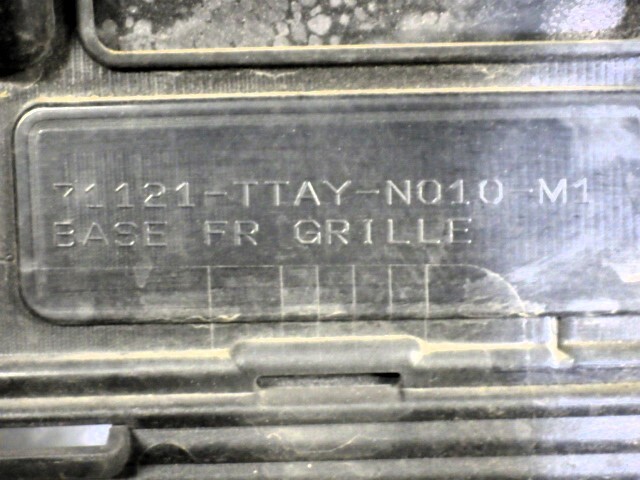 71121-TTAY-N010-M1
BASE FR GRILLE